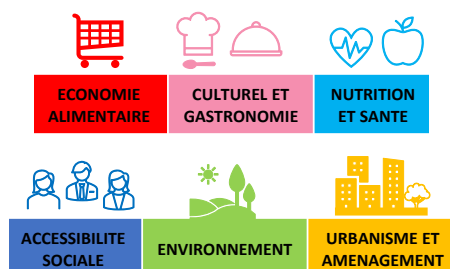 ECONOMIE
ALIMENTAIRE
CULTUREL ET
GASTRONOMIE
NUTRITION
ET SANTE
ACCESSIBILITE
SOCIALE
ENVIRONNEMENT
URBANISME ET
AMENAGEMENT